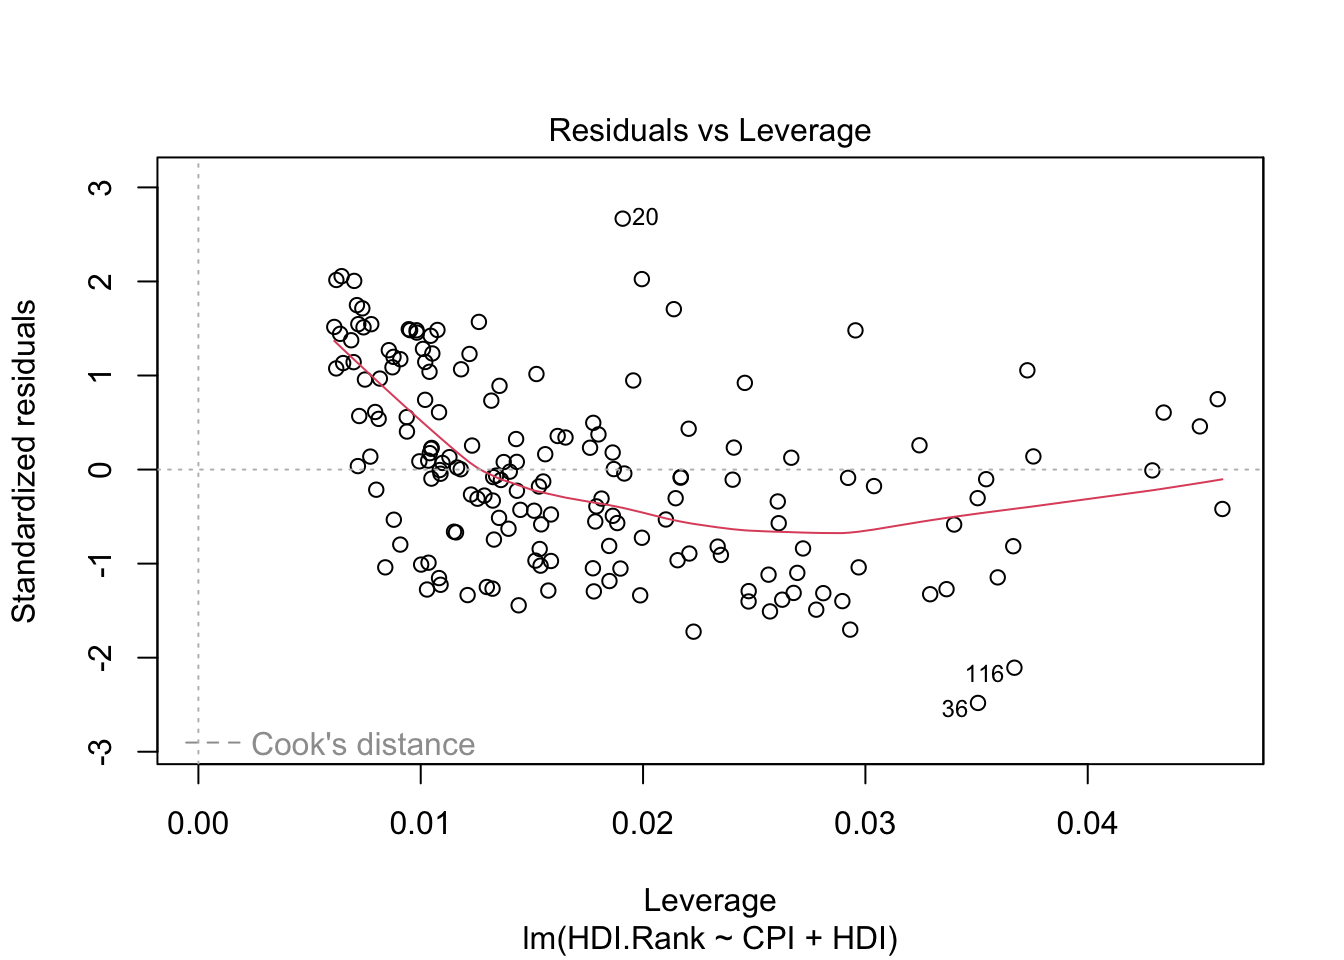 Residuals vs Leverage
Standardized residuals
3
2
1
0
-1
-2
-3
20
116
36
Cook's distance
0.00 0.01 0.02 0.03 0.04
Leverage
lm(HDI.Rank ~ CPI + HDI)